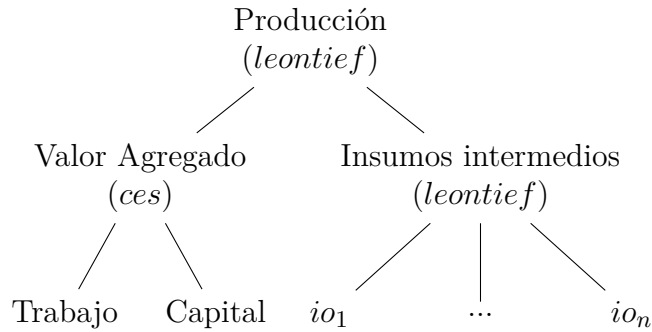 Producción
(leontief)
Valor Agregado
(ces)
Insumos intermedios
(leontief)
Trabajo
Capital
io₁
...
ioₙ